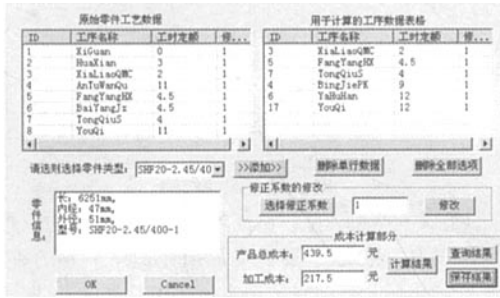 原始零件工艺数据
用于计算的工序数据表格
ID 工序名称 工时定额 修...
1 XiGuan 0 1
2 HuaXian 3 1
3 XiaLiaoQMC 2 1
4 AnTuWanQu 11 1
5 FangYangHX 4.5 1
6 BaiYangJz 4.5 1
7 TongQiuS 4 1
8 YouQi 11 1
ID 工序名称 工时定额 修...
3 XiaLiaoQMC 2 1
5 FangYangHX 4.5 1
7 TongQiuS 4 1
4 BingJiePK 9 1
6 YaHuHan 12 1
17 YouQi 12 1
请选则选择零件类型: SHF20-2.45/40 >>添加>> 删除单行数据 删除全部选项
零件信息:
长: 6251mm,
内径: 47mm,
外径: 51mm,
型号: SHF20-2.45/400-1
修正系数的修改
选择修正系数 1 修改
成本计算部分
产品总成本: 439.5 元
加工成本: 217.5 元
计算结果
查询结果
保存结果
OK Cancel